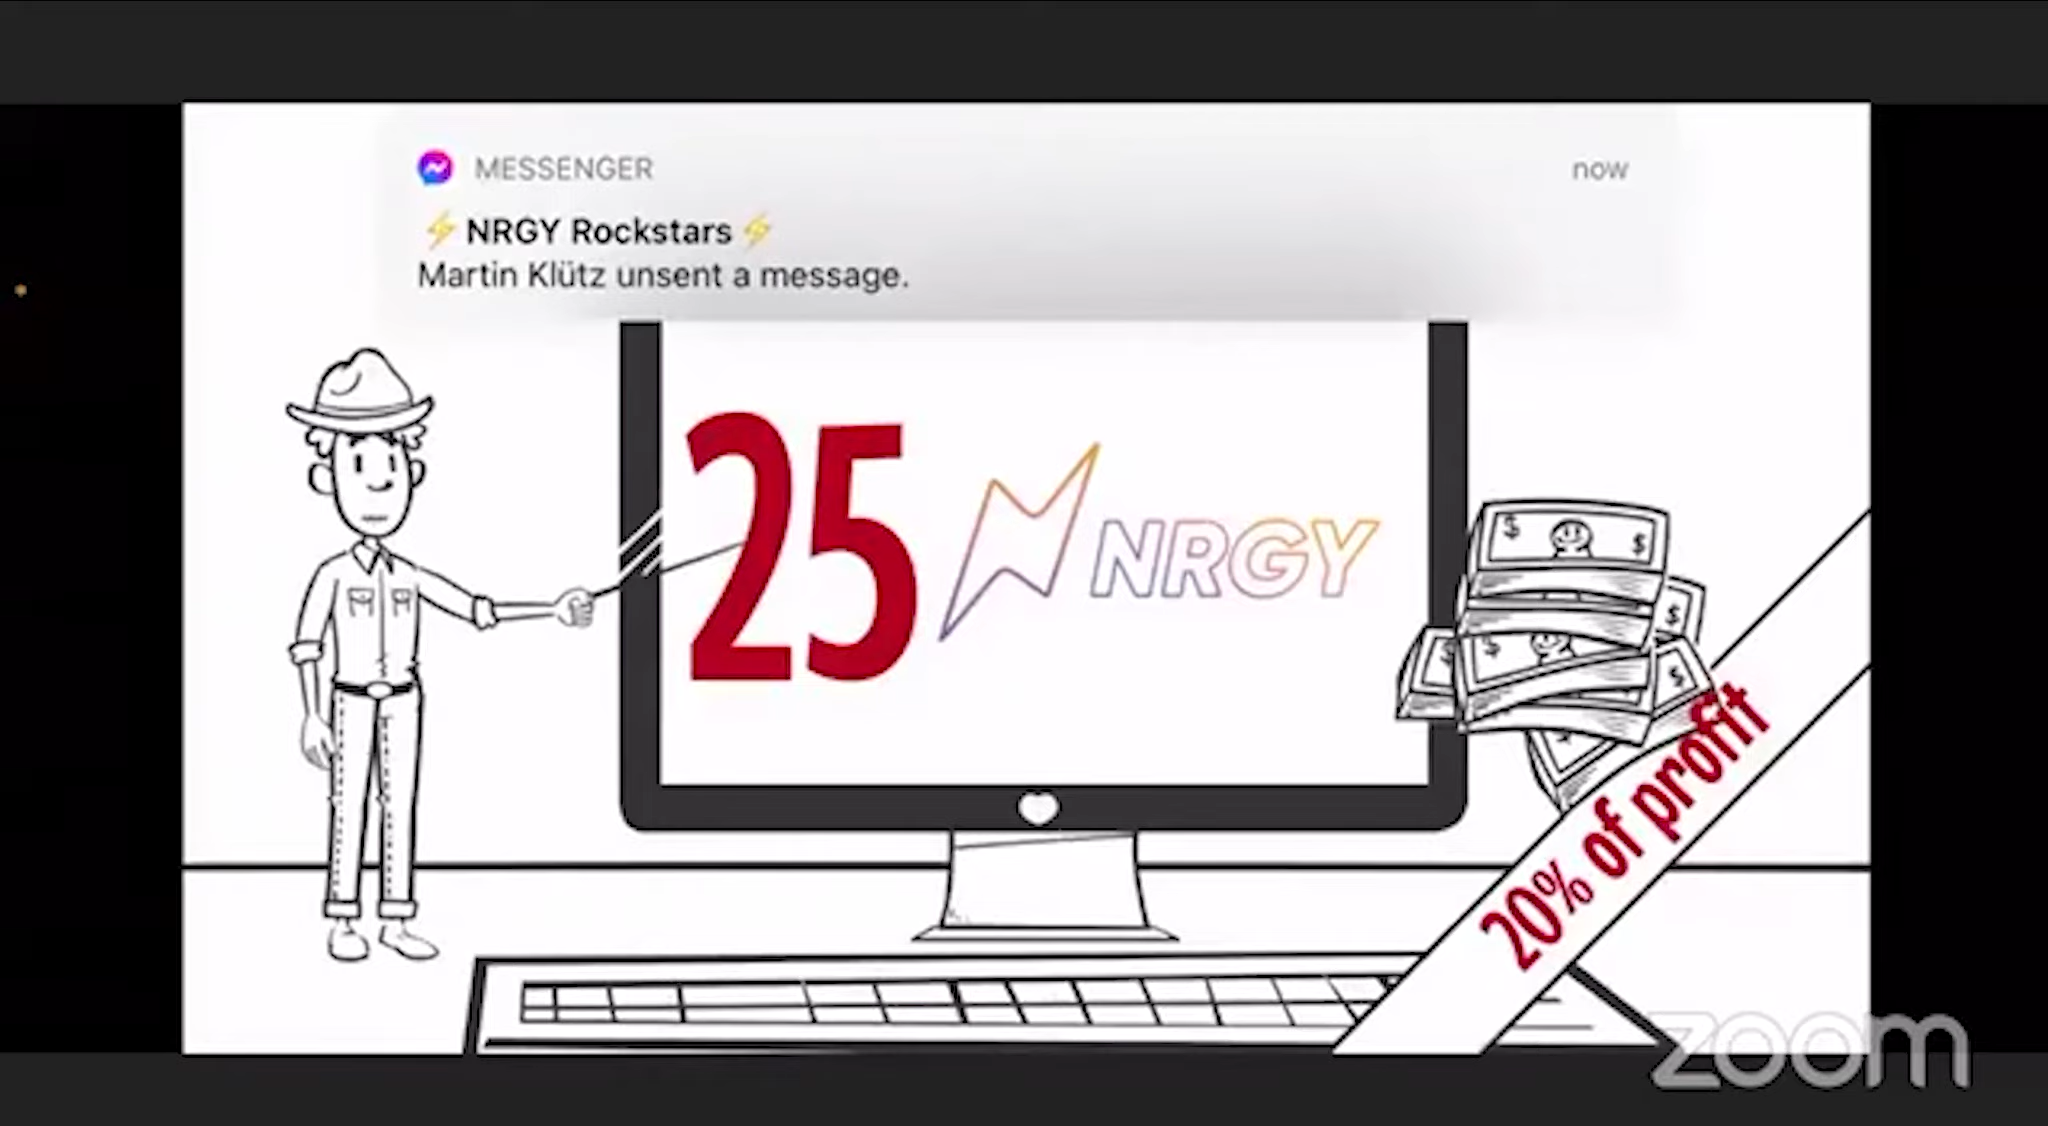 MESSENGER
now
⚡ NRGY Rockstars ⚡
Martin Klütz unsent a message.
25
NRGY
$ $
$
$ $
$
20% of profit
zoom